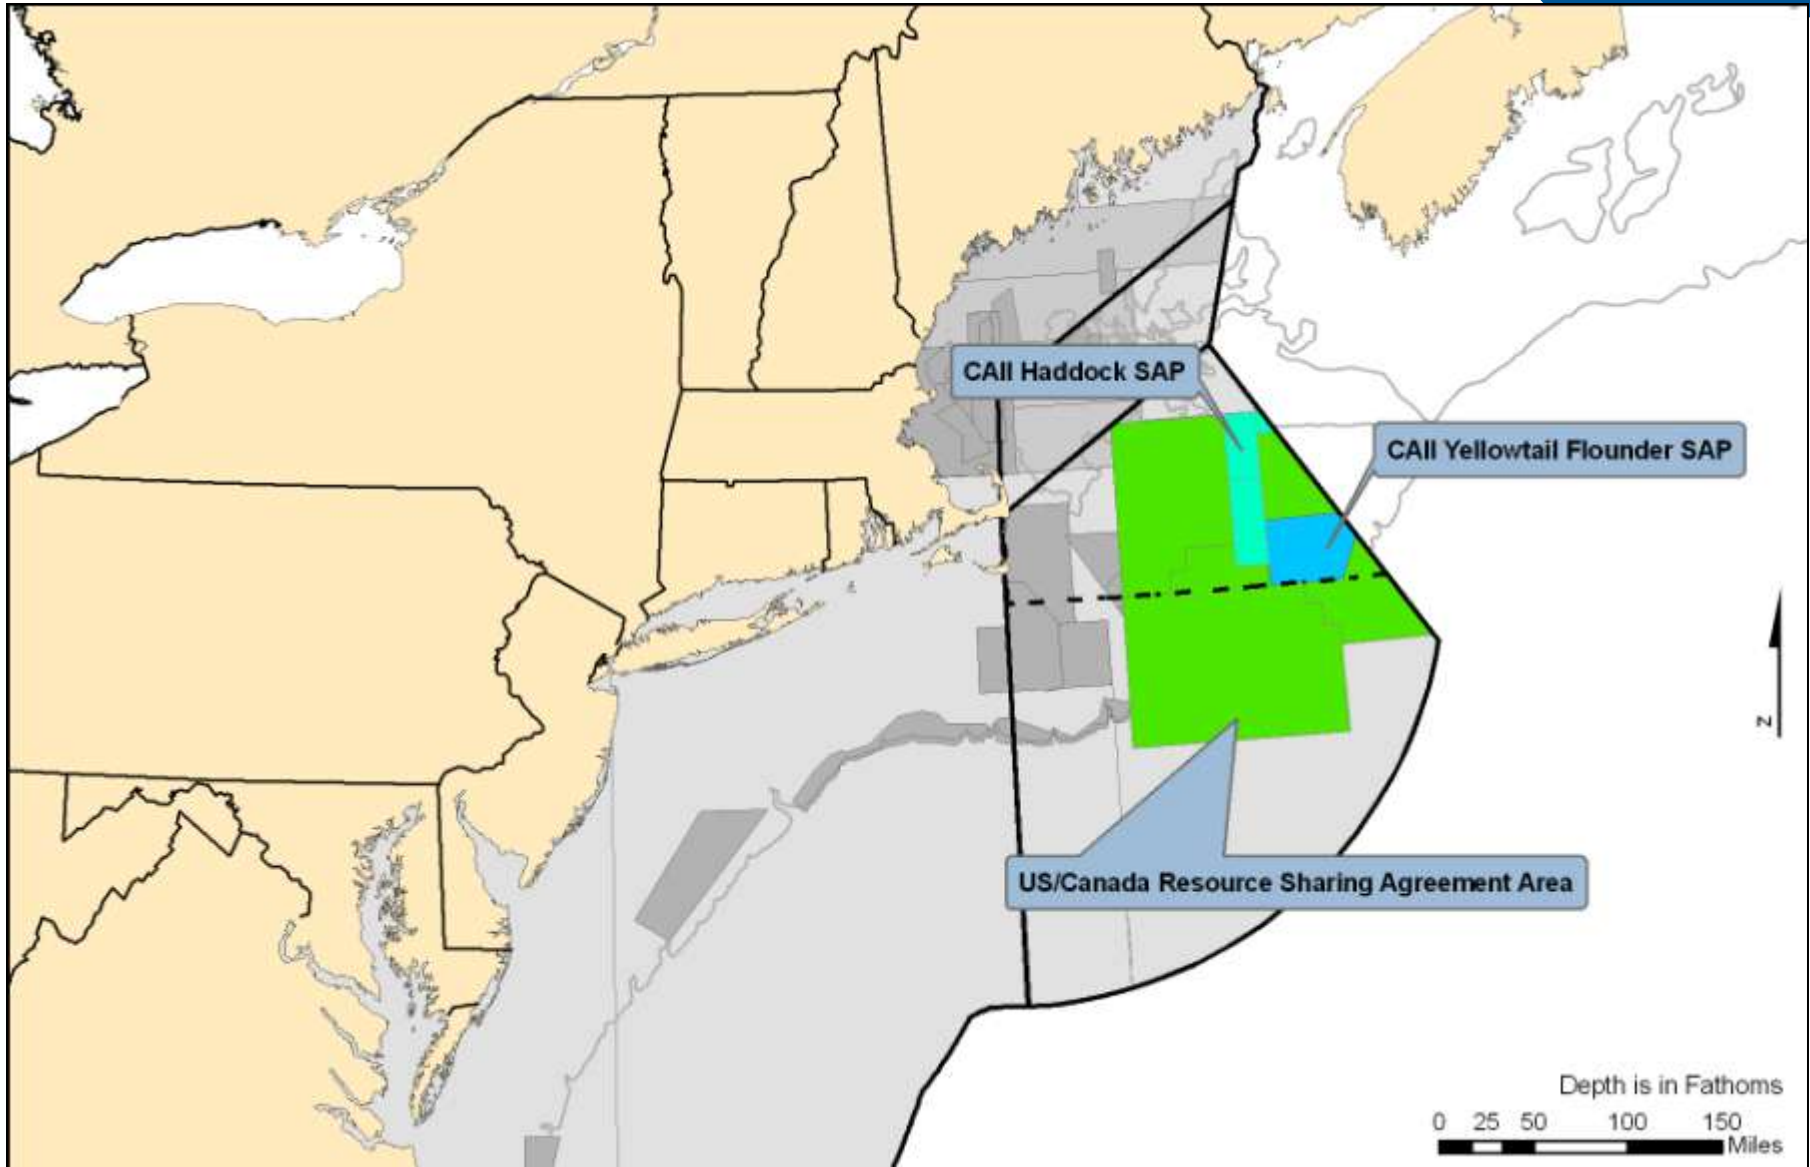 CAII Haddock SAP
CAII Yellowtail Flounder SAP
US/Canada Resource Sharing Agreement Area
N
Depth is in Fathoms
0 25 50 100 150
Miles